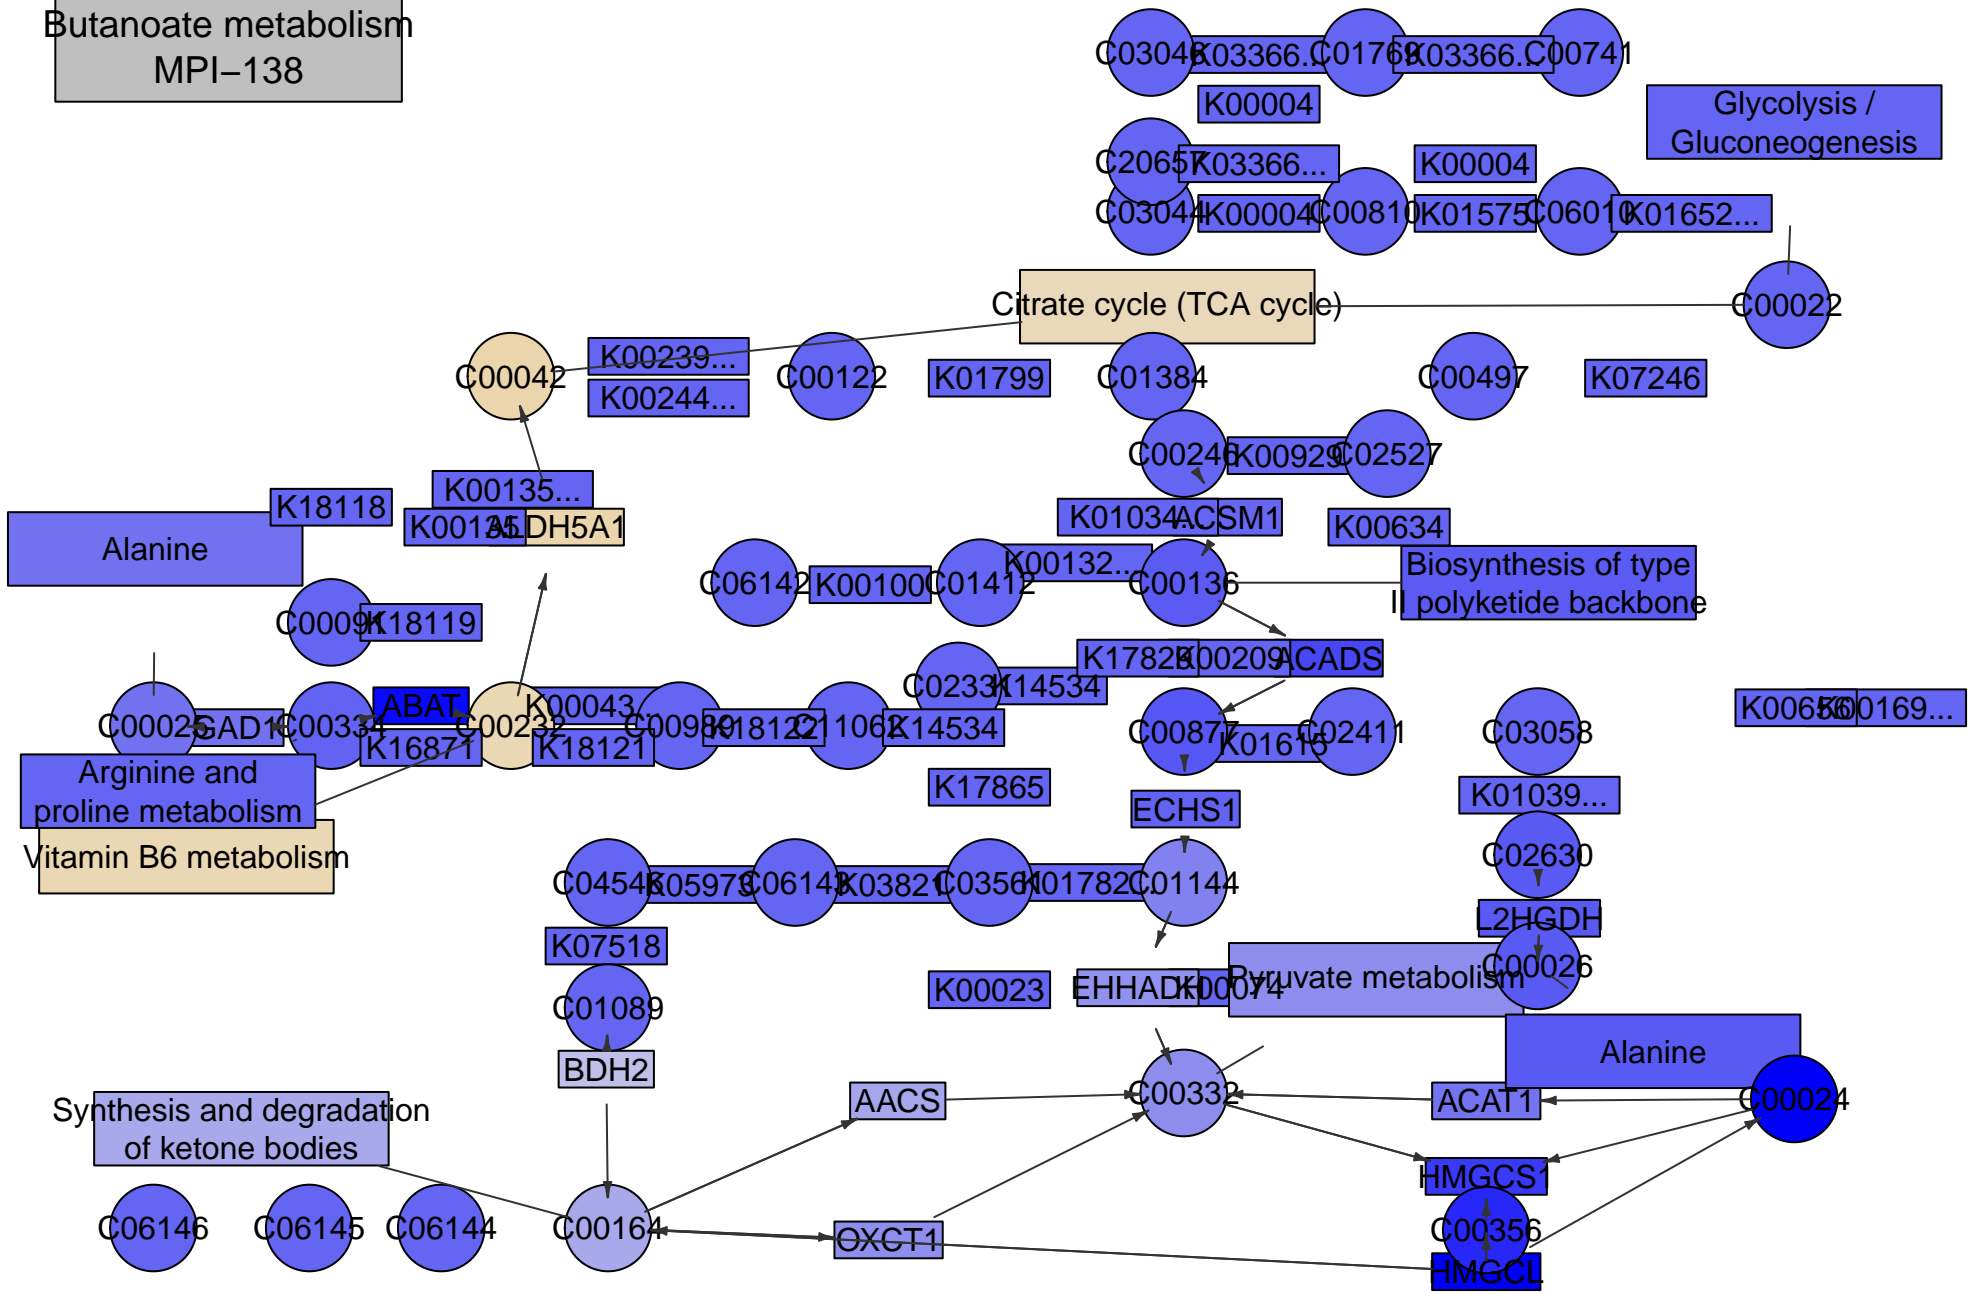 Butanoate metabolism
MPI−138
C03046
K03366...
C01769
K03366...
C00741
K00004
Glycolysis /
Gluconeogenesis
C20657
K03366...
K00004
C03044
K00004
C00810
K01575
C06010
K01652...
Citrate cycle (TCA cycle)
C00022
C00042
K00239...
K00244...
C00122
K01799
C01384
C00497
K07246
C00246
K00929
C02527
K18118
K00135...
K00135
ALDH5A1
K01034...
ACSM1
K00634
Alanine
C06142
K00100
C01412
K00132...
C00136
Biosynthesis of type
II polyketide backbone
C00091
K18119
C02331
K14534
K17829
K00209
ACADS
C00025
GAD1
C00334
ABAT
K16871
C00232
K00043...
K18121
C00989
K18122
C11062
K14534
C00877
K01615
C02411
C03058
K00656
K00169...
Arginine and
proline metabolism
K17865
ECHS1
K01039...
Vitamin B6 metabolism
C02630
C04546
K05973
C06143
K03821
C03561
K01782...
C01144
L2HGDH
K07518
C00026
C01089
K00023
EHHADH
K00074
Pyruvate metabolism
BDH2
Alanine
Synthesis and degradation
of ketone bodies
AACS
C00332
ACAT1
C00024
HMGCS1
C06146
C06145
C06144
C00164
OXCT1
C00356
HMGCL